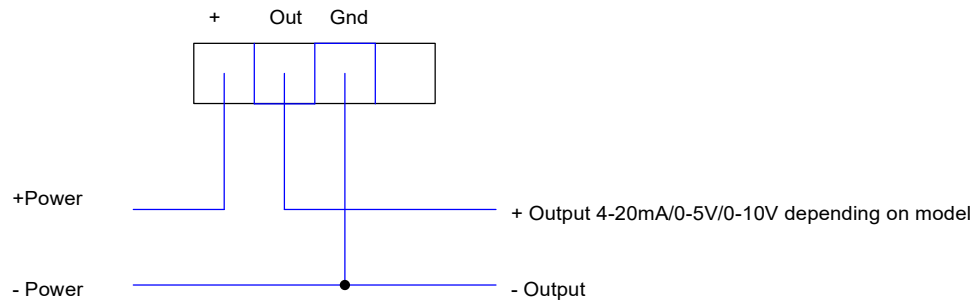 + Out Gnd
+Power
+ Output 4-20mA/0-5V/0-10V depending on model
- Power
- Output